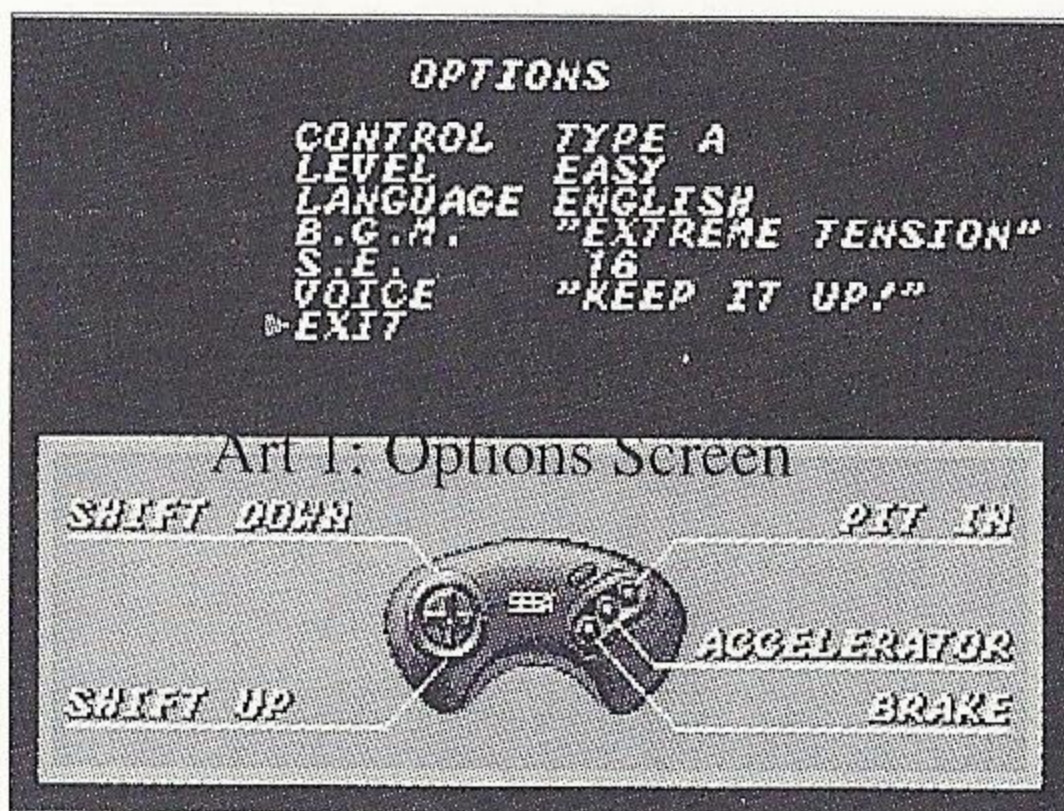 OPTIONS
CONTROL TYPE A
LEVEL EASY
LANGUAGE ENGLISH
B.G.M. "EXTREME TENSION"
S.E. 16
VOICE "KEEP IT UP!"
EXIT
Art 1: Options Screen
SHIFT DOWN PIT IN
SEGA
ACCELERATOR
SHIFT UP BRAKE